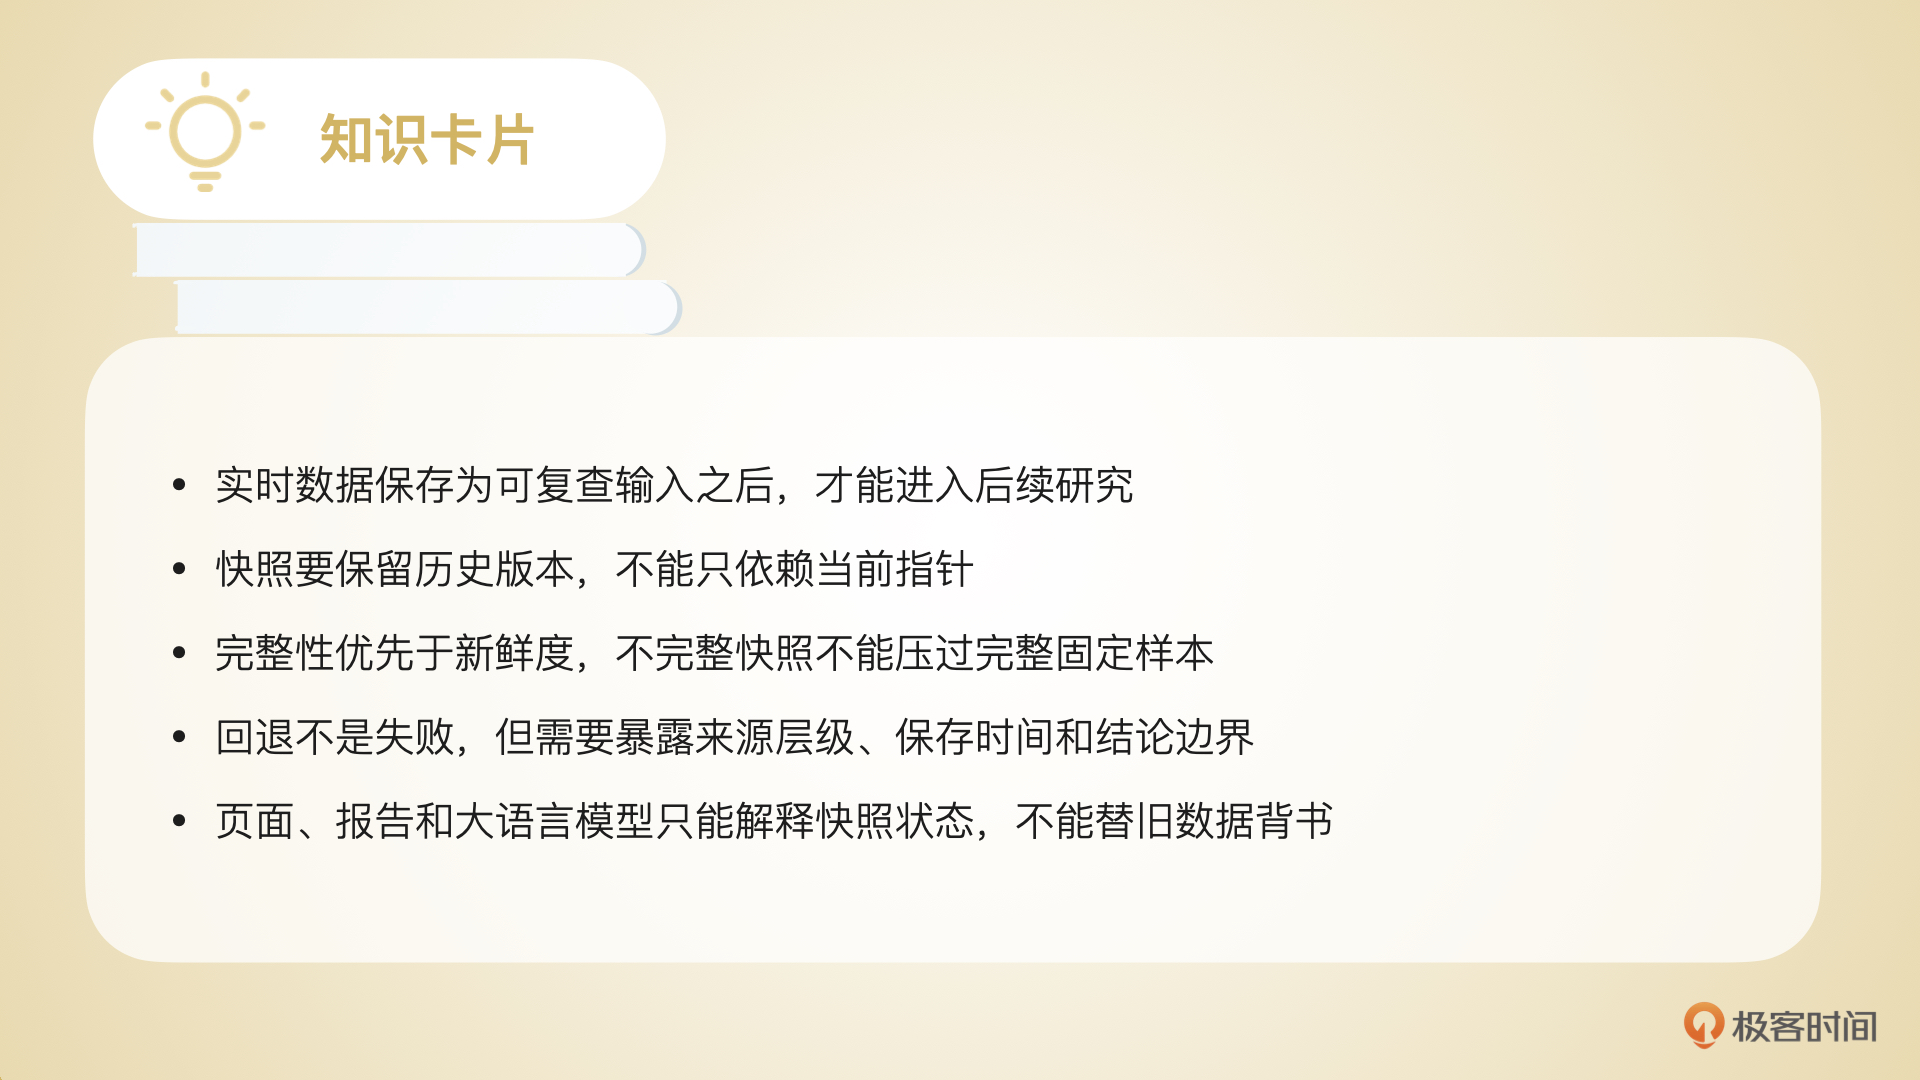 知识卡片
• 实时数据保存为可复查输入之后，才能进入后续研究
• 快照要保留历史版本，不能只依赖当前指针
• 完整性优先于新鲜度，不完整快照不能压过完整固定样本
• 回退不是失败，但需要暴露来源层级、保存时间和结论边界
• 页面、报告和大语言模型只能解释快照状态，不能替旧数据背书
极客时间